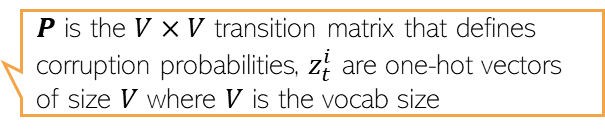 P is the V × V transition matrix that defines
corruption probabilities, z_t^i are one-hot vectors
of size V where V is the vocab size